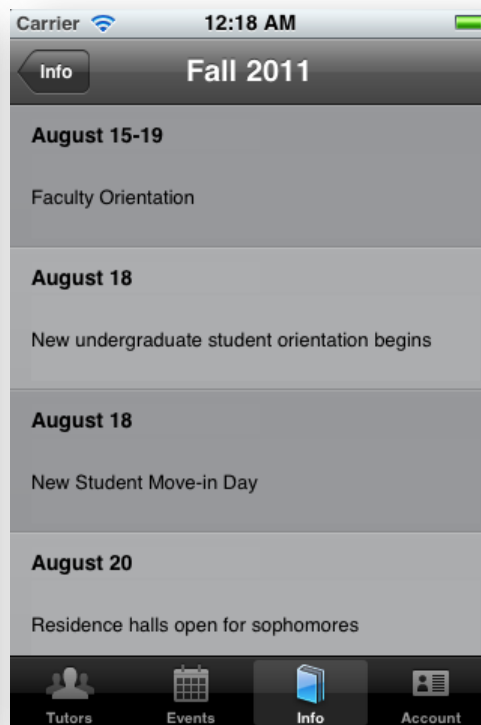 Carrier 12:18 AM
Info Fall 2011
August 15-19
Faculty Orientation
August 18
New undergraduate student orientation begins
August 18
New Student Move-in Day
August 20
Residence halls open for sophomores
Tutors Events Info Account